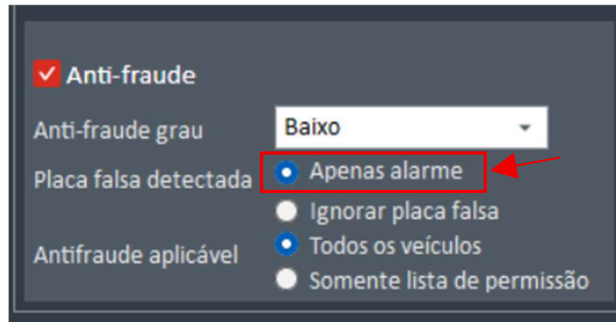 Anti-fraude
Anti-fraude grau Baixo
Placa falsa detectada Apenas alarme
Ignorar placa falsa
Antifraude aplicável Todos os veículos
Somente lista de permissão